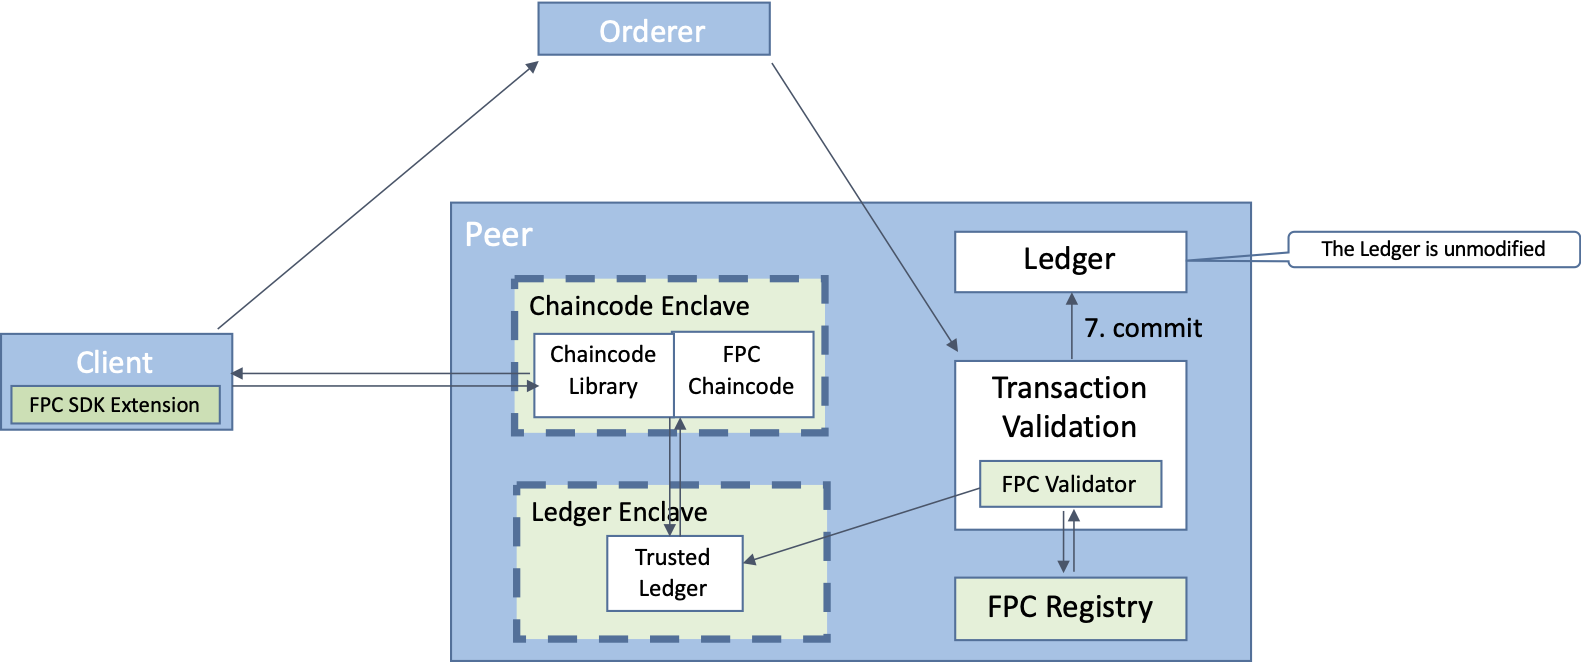 Orderer
Peer
Ledger
The Ledger is unmodified
Chaincode Enclave
7. commit
Client
FPC SDK Extension
Chaincode
Library
FPC
Chaincode
Transaction
Validation
FPC Validator
Ledger Enclave
Trusted
Ledger
FPC Registry